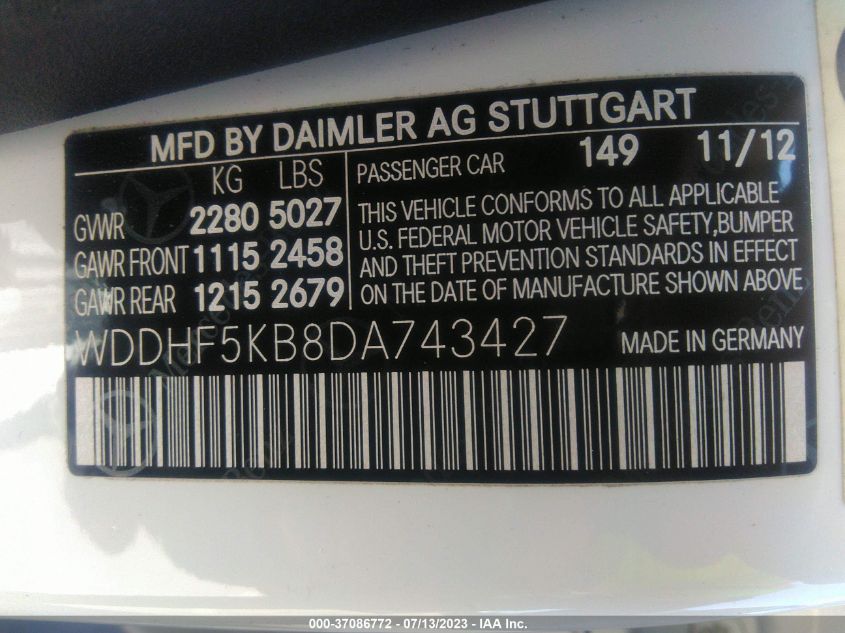 MFD BY DAIMLER AG STUTTGART
KG LBS
GVWR 2280 5027
GAWR FRONT 1115 2458
GAWR REAR 1215 2679
PASSENGER CAR 149 11/12
THIS VEHICLE CONFORMS TO ALL APPLICABLE
U.S. FEDERAL MOTOR VEHICLE SAFETY,BUMPER
AND THEFT PREVENTION STANDARDS IN EFFECT
ON THE DATE OF MANUFACTURE SHOWN ABOVE
WDDHF5KB8DA743427 MADE IN GERMANY
000-37086772 - 07/13/2023 - IAA Inc.